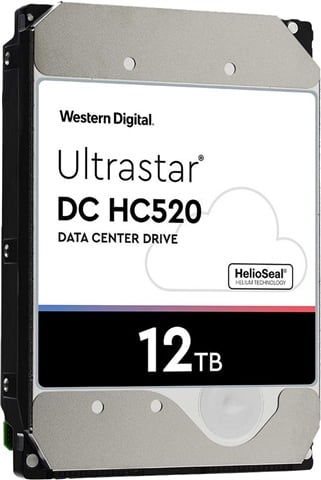 Western Digital.
Ultrastar®
DC HC520
DATA CENTER DRIVE
HelioSeal®
HELIUM TECHNOLOGY
12TB